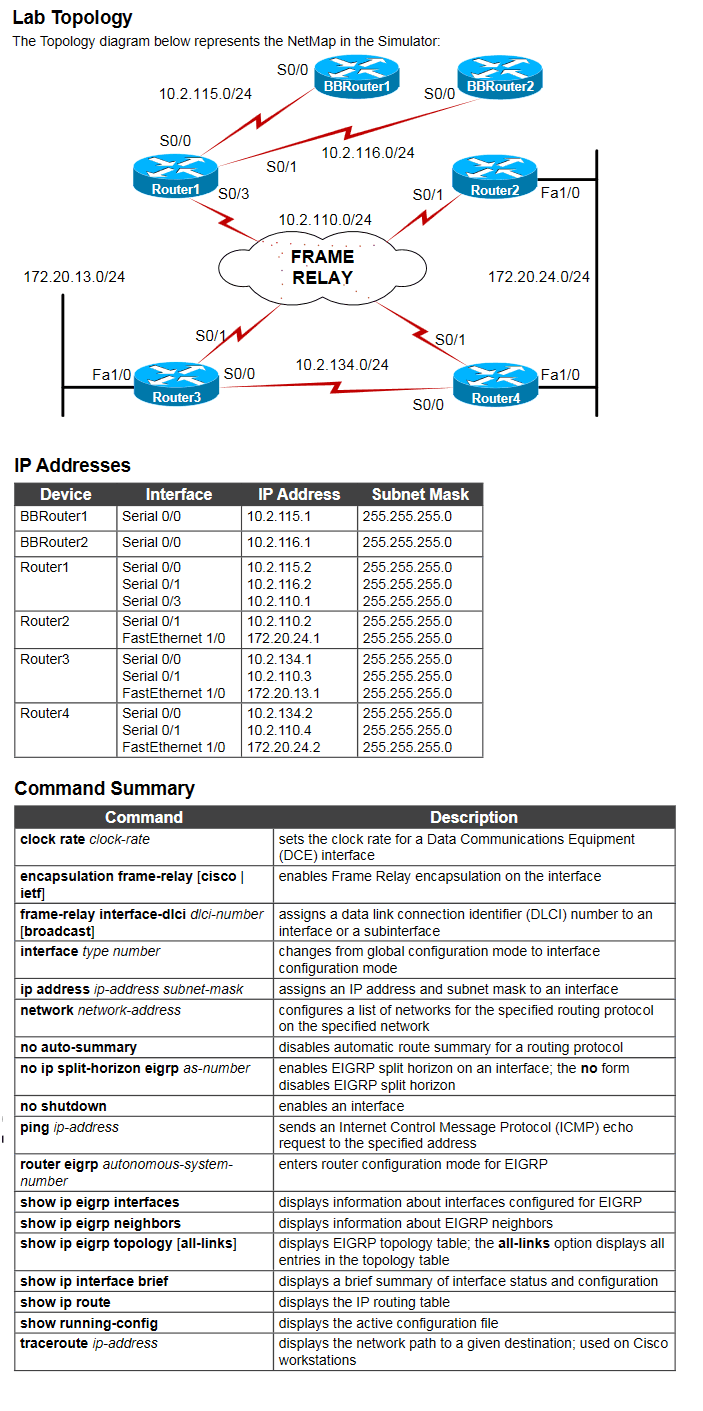 Lab Topology
The Topology diagram below represents the NetMap in the Simulator:
S0/0
BBRouter1
BBRouter2
S0/0
10.2.115.0/24
S0/0
10.2.116.0/24
S0/1
Router1
S0/3
S0/1
Router2
Fa1/0
10.2.110.0/24
FRAME
RELAY
172.20.13.0/24
172.20.24.0/24
S0/1
S0/1
10.2.134.0/24
Fa1/0
S0/0
Fa1/0
Router3
Router4
S0/0
IP Addresses
Device Interface IP Address Subnet Mask
BBRouter1 Serial 0/0 10.2.115.1 255.255.255.0
BBRouter2 Serial 0/0 10.2.116.1 255.255.255.0
Router1 Serial 0/0 10.2.115.2 255.255.255.0
Serial 0/1 10.2.116.2 255.255.255.0
Serial 0/3 10.2.110.1 255.255.255.0
Router2 Serial 0/1 10.2.110.2 255.255.255.0
FastEthernet 1/0 172.20.24.1 255.255.255.0
Router3 Serial 0/0 10.2.134.1 255.255.255.0
Serial 0/1 10.2.110.3 255.255.255.0
FastEthernet 1/0 172.20.13.1 255.255.255.0
Router4 Serial 0/0 10.2.134.2 255.255.255.0
Serial 0/1 10.2.110.4 255.255.255.0
FastEthernet 1/0 172.20.24.2 255.255.255.0
Command Summary
Command Description
clock rate clock-rate sets the clock rate for a Data Communications Equipment
(DCE) interface
encapsulation frame-relay [cisco | enables Frame Relay encapsulation on the interface
ietf]
frame-relay interface-dlci dlci-number assigns a data link connection identifier (DLCI) number to an
[broadcast] interface or a subinterface
interface type number changes from global configuration mode to interface
configuration mode
ip address ip-address subnet-mask assigns an IP address and subnet mask to an interface
network network-address configures a list of networks for the specified routing protocol
on the specified network
no auto-summary disables automatic route summary for a routing protocol
no ip split-horizon eigrp as-number enables EIGRP split horizon on an interface; the no form
disables EIGRP split horizon
no shutdown enables an interface
ping ip-address sends an Internet Control Message Protocol (ICMP) echo
request to the specified address
router eigrp autonomous-system- enters router configuration mode for EIGRP
number
show ip eigrp interfaces displays information about interfaces configured for EIGRP
show ip eigrp neighbors displays information about EIGRP neighbors
show ip eigrp topology [all-links] displays EIGRP topology table; the all-links option displays all
entries in the topology table
show ip interface brief displays a brief summary of interface status and configuration
show ip route displays the IP routing table
show running-config displays the active configuration file
traceroute ip-address displays the network path to a given destination; used on Cisco
workstations